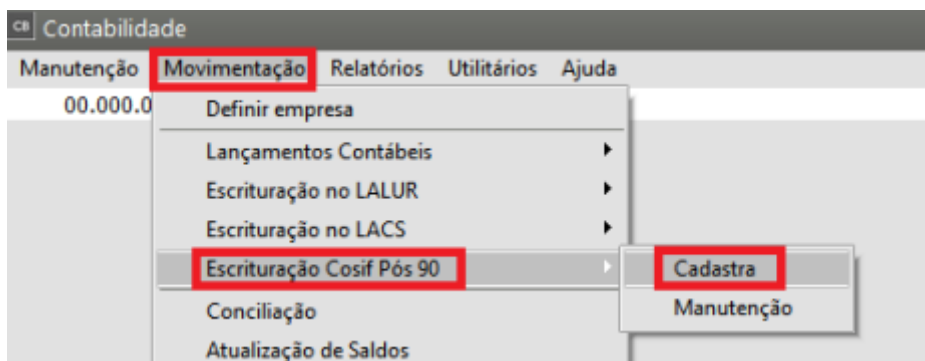 CB Contabilidade
Manutenção Movimentação Relatórios Utilitários Ajuda
00.000.0
Definir empresa
Lançamentos Contábeis
Escrituração no LALUR
Escrituração no LACS
Escrituração Cosif Pós 90
Cadastra
Conciliação
Manutenção
Atualização de Saldos